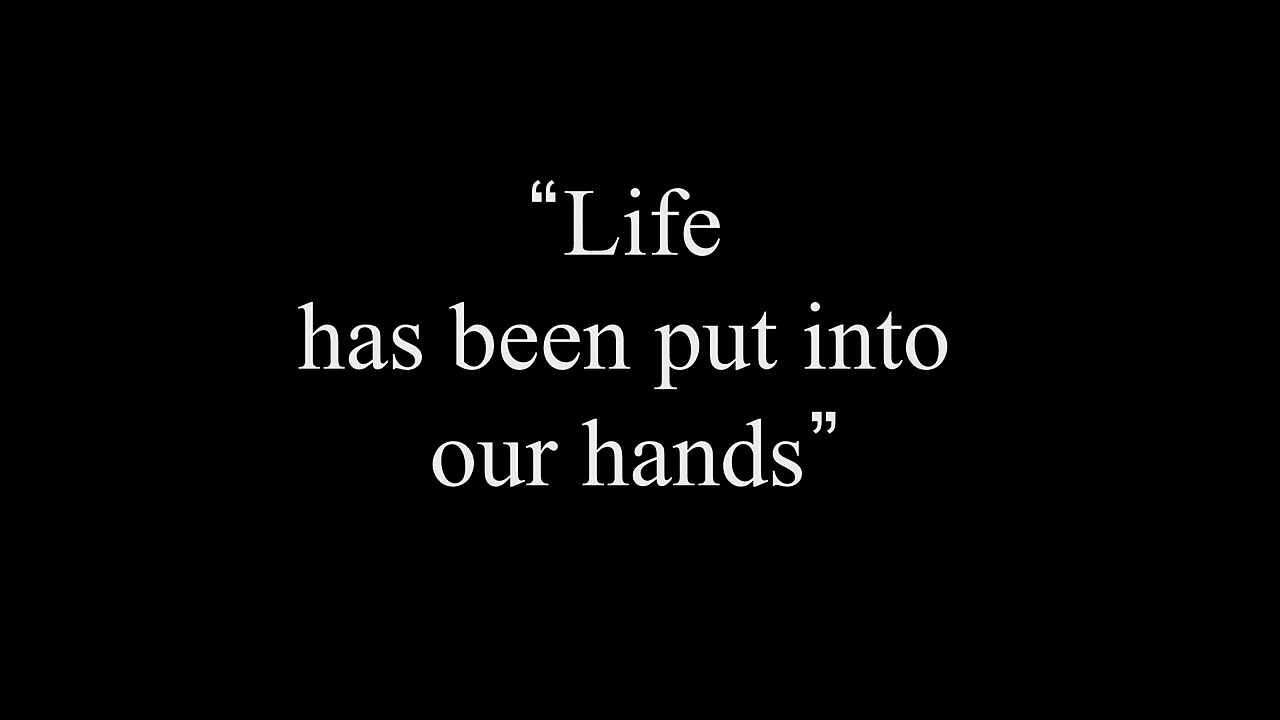 “Life
has been put into
our hands”